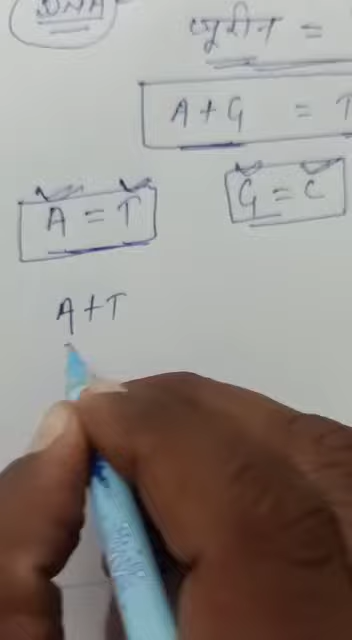 DNA
प्यूरीन =
A + G = T
A = T
G = C
A + T